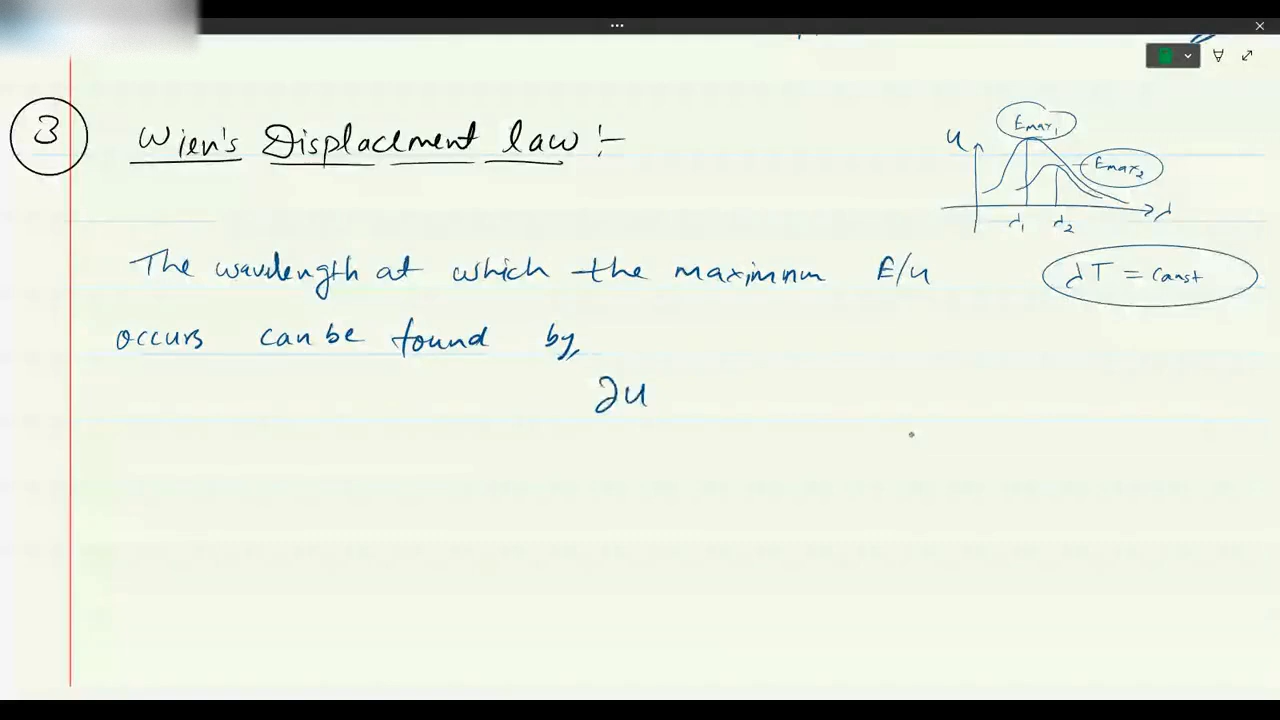 3 Wien's Displacement law :-
U
Emax1
Emax2
λ1 λ2 λ
The wavelength at which the maximum E/u
λT = Const
occurs can be found by,
∂u